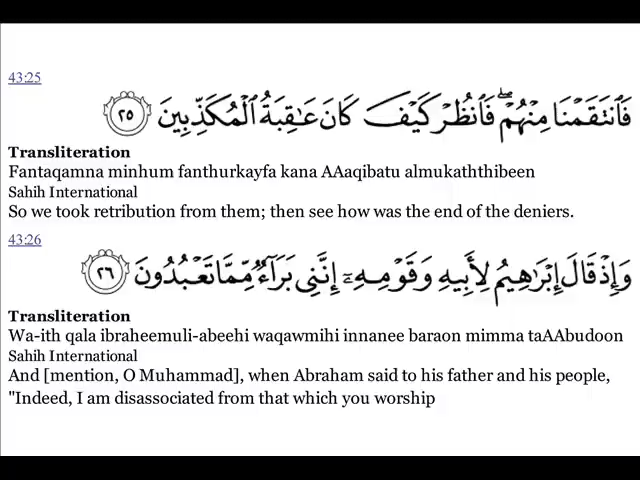 43:25
فَٱنتَقَمْنَا مِنْهُمْ ۖ فَٱنظُرْ كَيْفَ كَانَ عَـٰقِبَةُ ٱلْمُكَذِّبِينَ ٢٥
Transliteration
Fantaqamna minhum fanthurkayfa kana AAaqibatu almukaththibeen
Sahih International
So we took retribution from them; then see how was the end of the deniers.
43:26
وَإِذْ قَالَ إِبْرَٰهِيمُ لِأَبِيهِ وَقَوْمِهِۦٓ إِنَّنِى بَرَآءٌ مِّمَّا تَعْبُدُونَ ٢٦
Transliteration
Wa-ith qala ibraheemuli-abeehi waqawmihi innanee baraon mimma taAAbudoon
Sahih International
And [mention, O Muhammad], when Abraham said to his father and his people,
"Indeed, I am disassociated from that which you worship